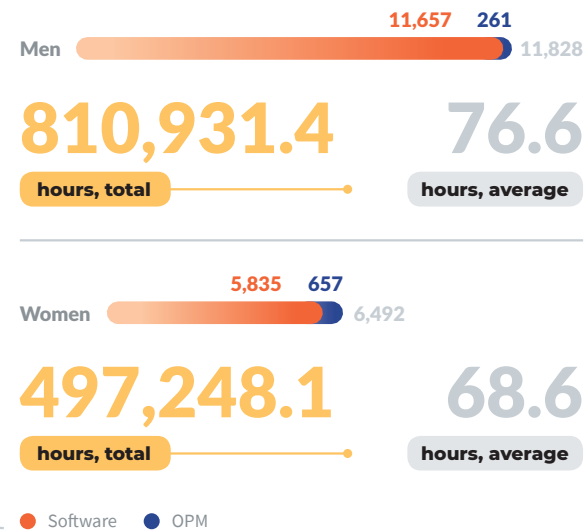 11,657 261
Men 11,828
810,931.4 76.6
hours, total hours, average
5,835 657
Women 6,492
497,248.1 68.6
hours, total hours, average
Software OPM